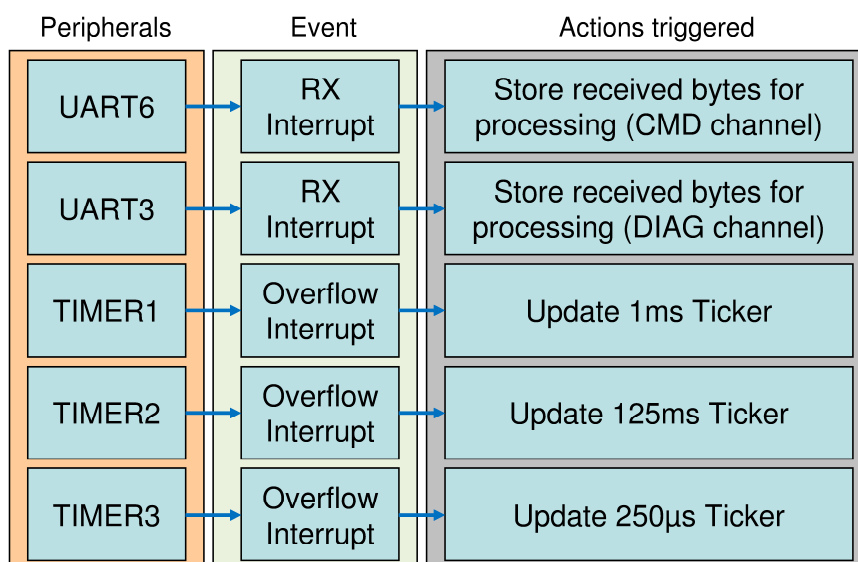 Peripherals Event Actions triggered
UART6
RX
Interrupt
Store received bytes for
processing (CMD channel)
UART3
RX
Interrupt
Store received bytes for
processing (DIAG channel)
TIMER1
Overflow
Interrupt
Update 1ms Ticker
TIMER2
Overflow
Interrupt
Update 125ms Ticker
TIMER3
Overflow
Interrupt
Update 250µs Ticker